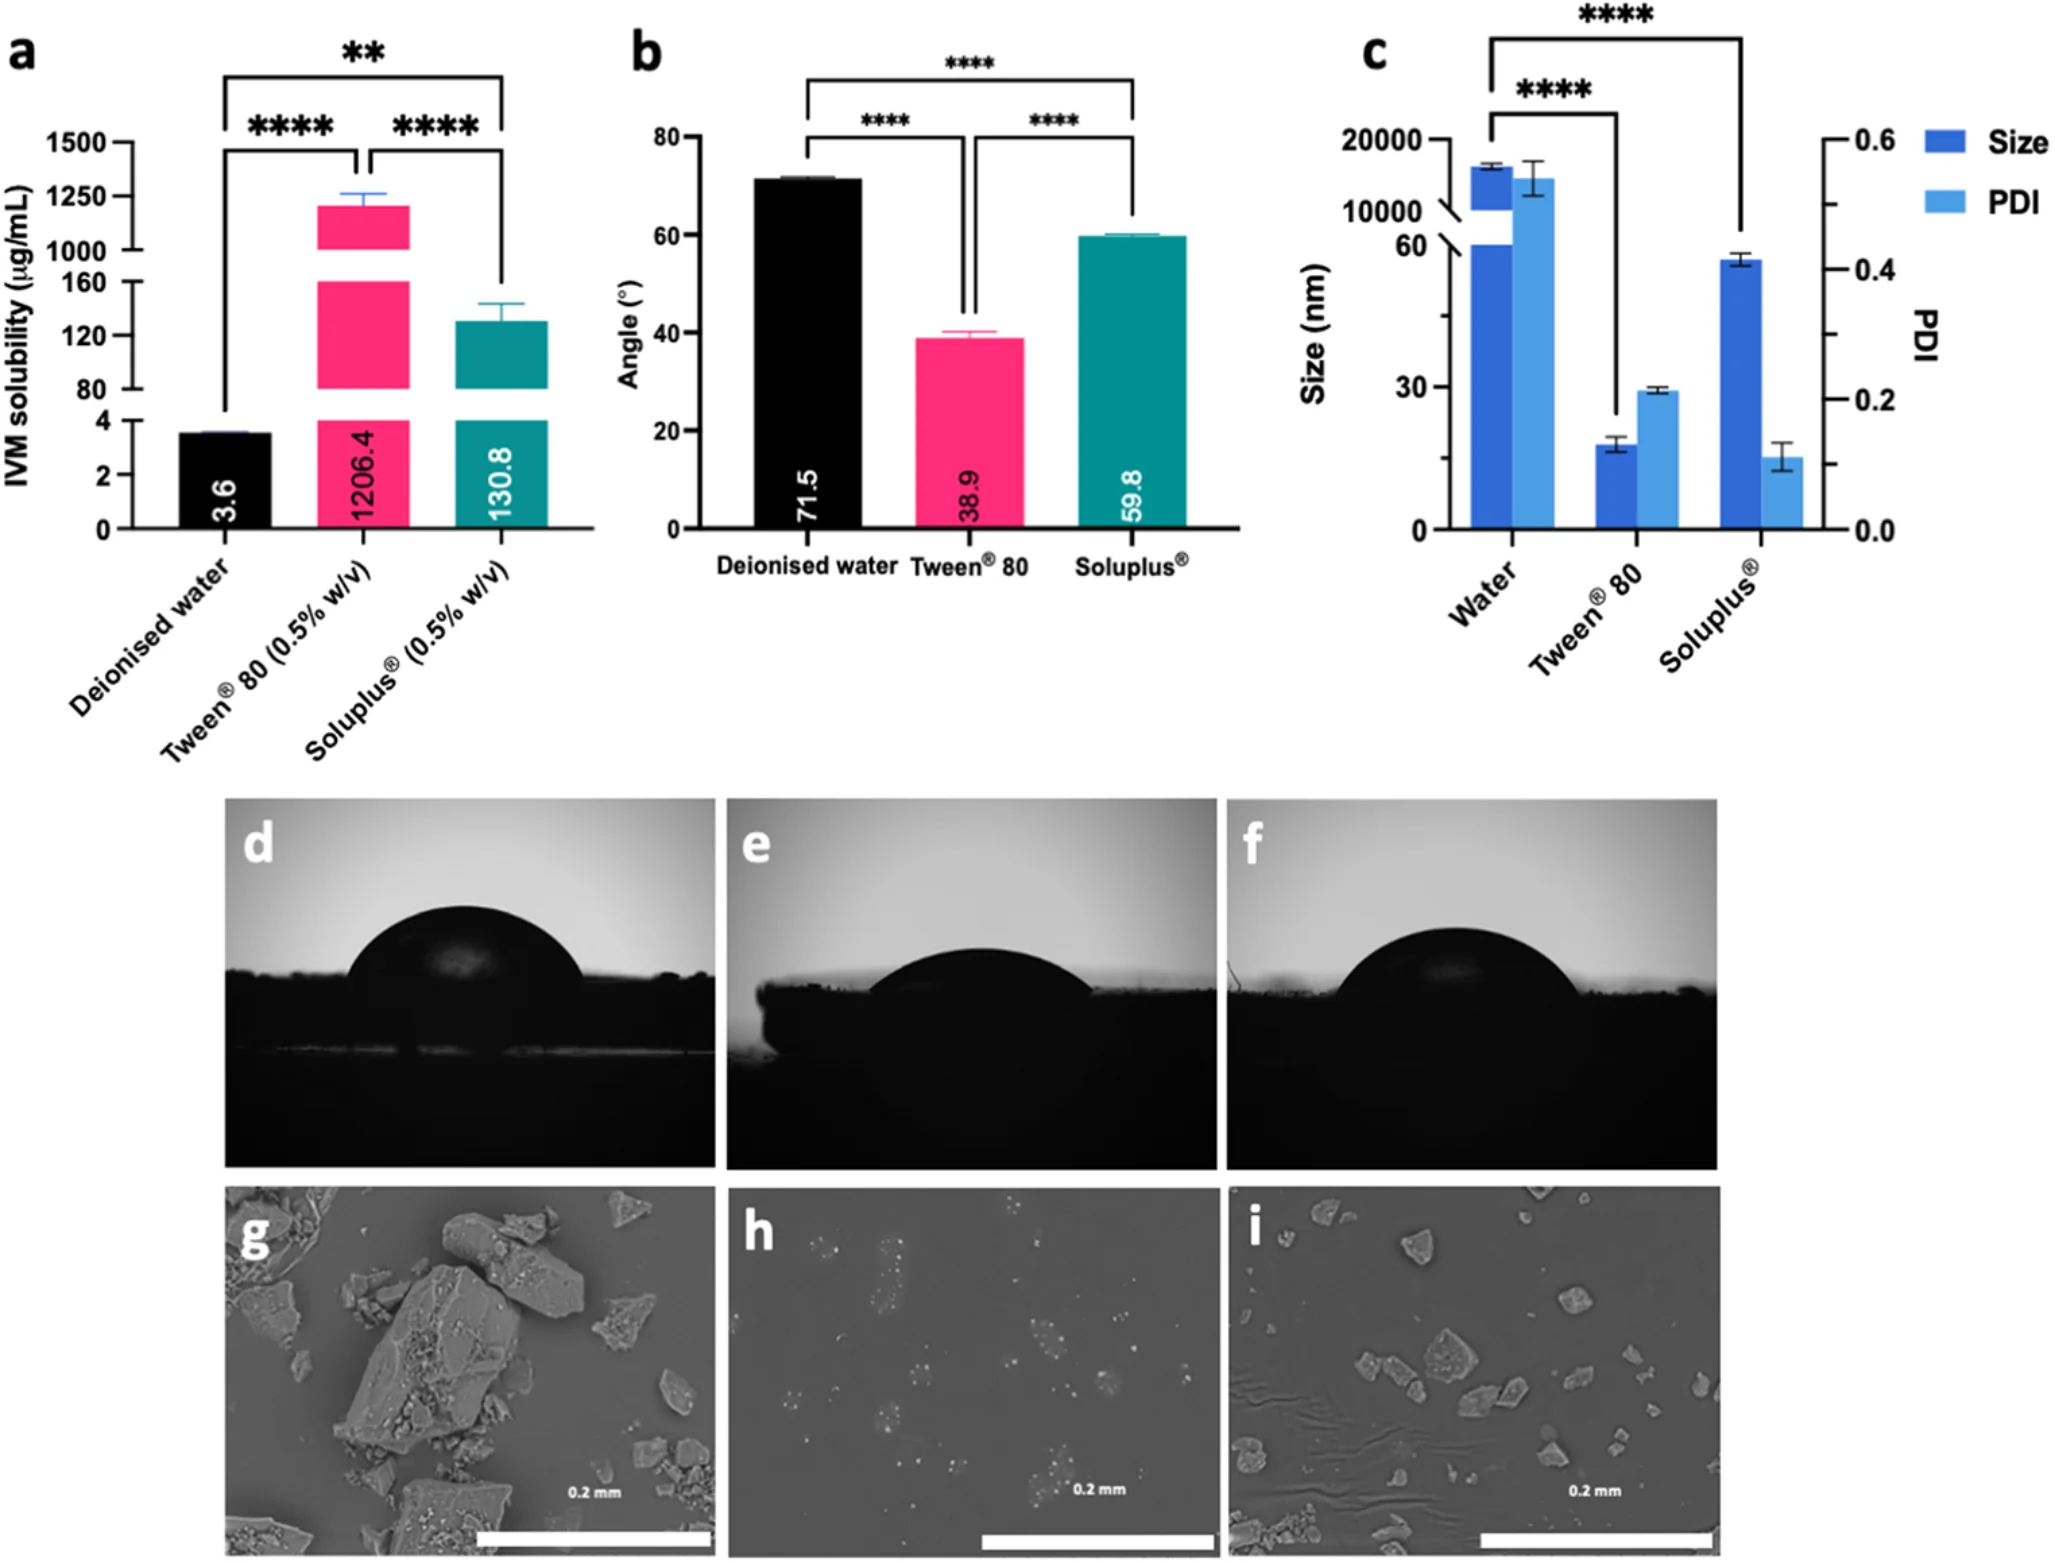 a
**
****
****
IVM solubility (µg/mL)
1500
1250
1000
160
120
80
4
2
0
3.6
1206.4
130.8
Deionised water
Tween® 80 (0.5% w/v)
Soluplus® (0.5% w/v)
b
****
****
****
Angle (°)
80
60
40
20
0
71.5
38.9
59.8
Deionised water
Tween® 80
Soluplus®
c
****
****
Size (nm)
20000
10000
60
30
0
0.6
0.4
0.2
0.0
PDI
Size
PDI
Water
Tween® 80
Soluplus®
d
e
f
g
0.2 mm
h
0.2 mm
i
0.2 mm